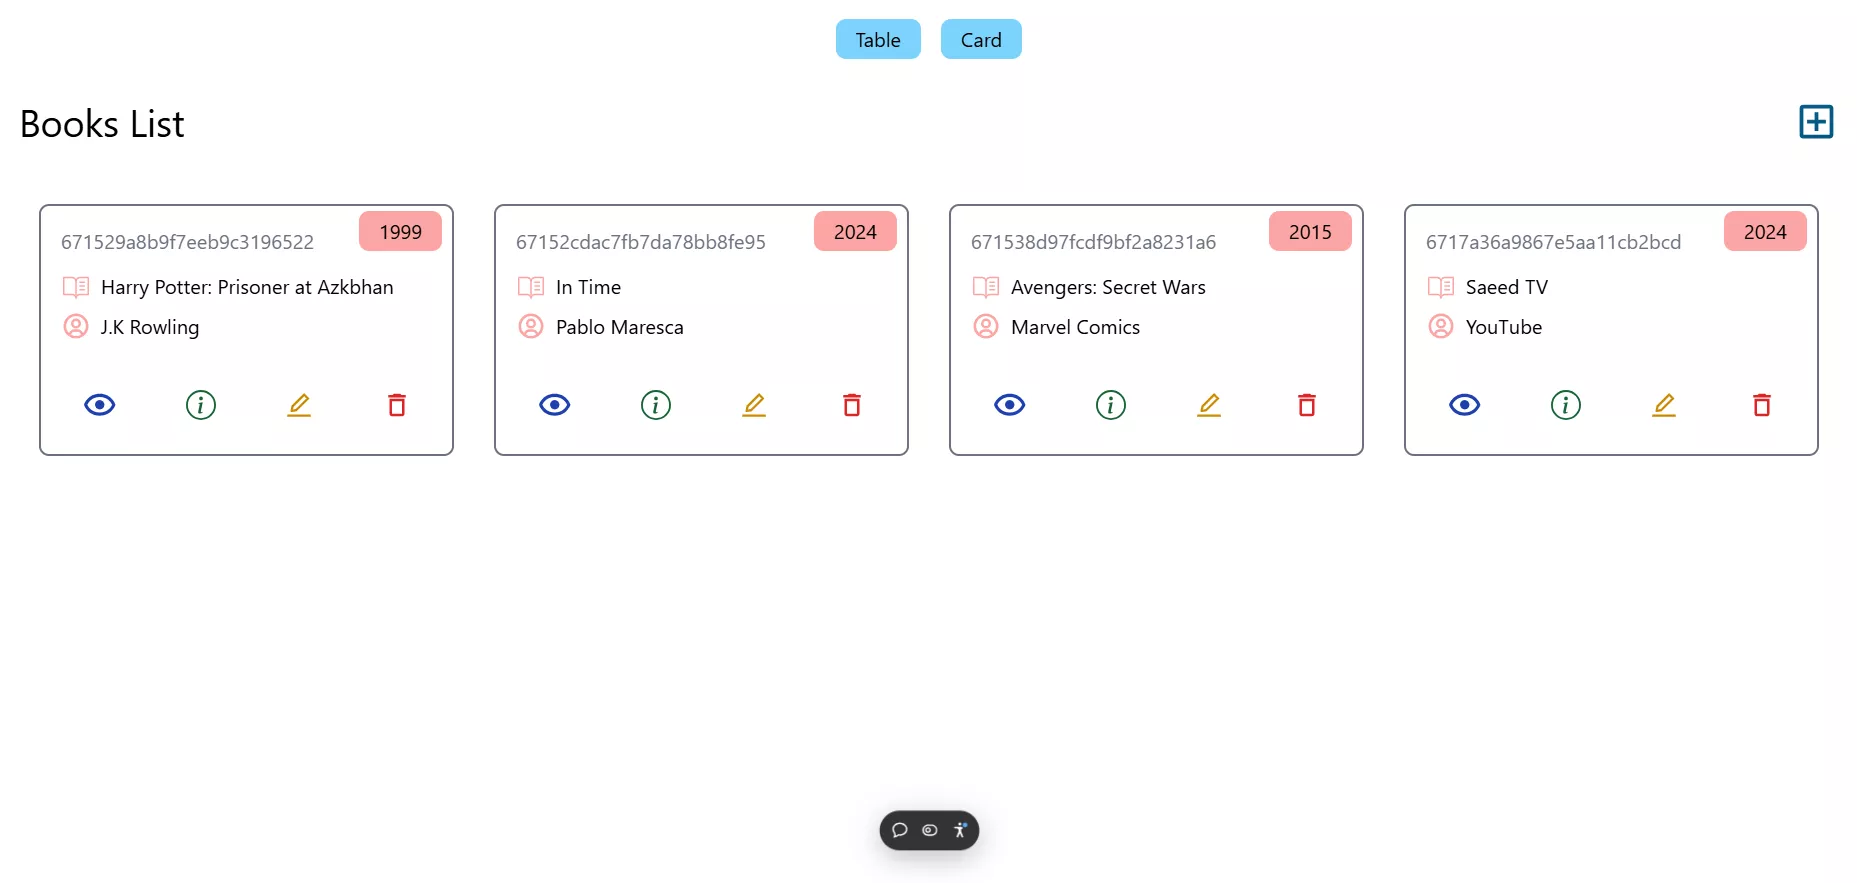 Table Card
Books List
671529a8b9f7eeb9c3196522 1999
Harry Potter: Prisoner at Azkbhan
J.K Rowling
67152cdac7fb7da78bb8fe95 2024
In Time
Pablo Maresca
671538d97fcdf9bf2a8231a6 2015
Avengers: Secret Wars
Marvel Comics
6717a36a9867e5aa11cb2bcd 2024
Saeed TV
YouTube